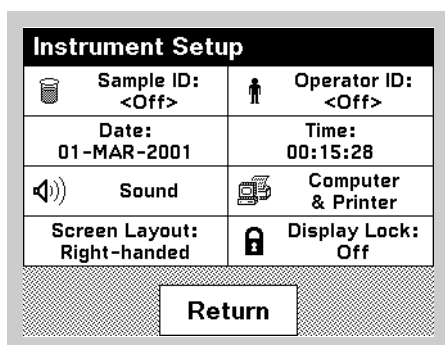 Instrument Setup
Sample ID:
<Off>
Operator ID:
<Off>
Date:
01-MAR-2001
Time:
00:15:28
Sound
Computer
& Printer
Screen Layout:
Right-handed
Display Lock:
Off
Return